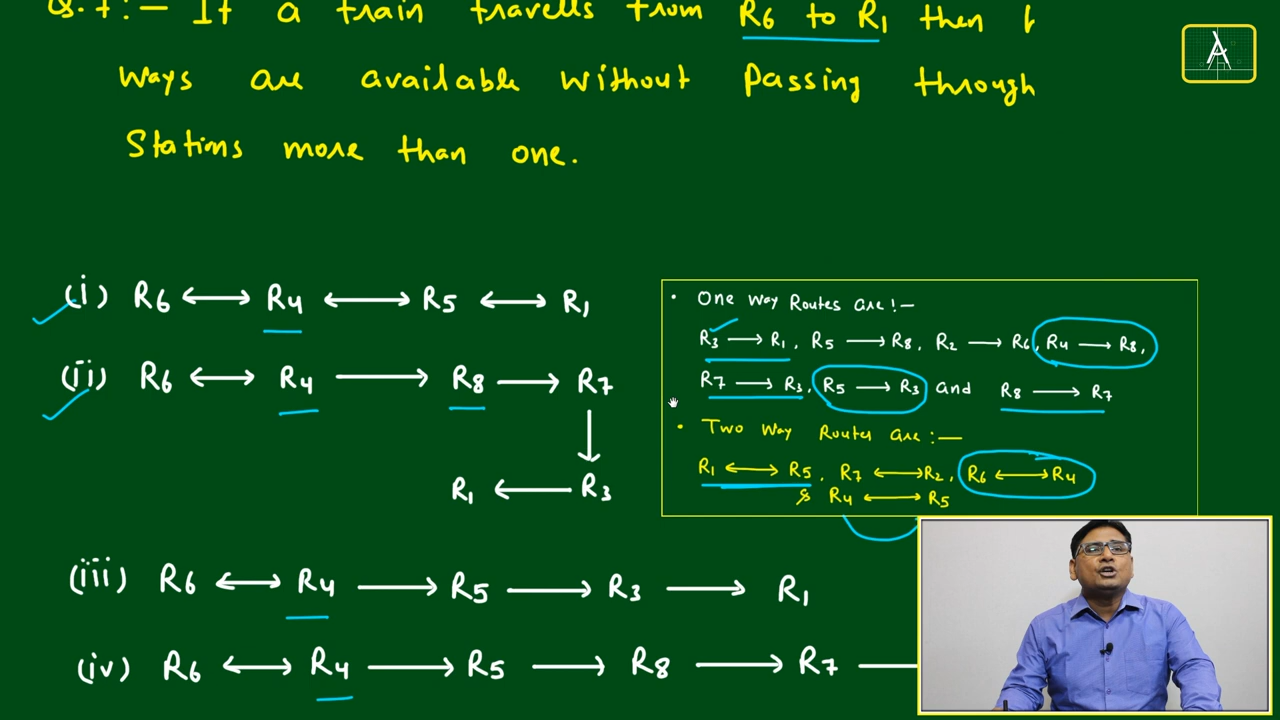 Q.7:- If a train travells from R6 to R1 then
ways are available without Passing through
Stations more than one.
(i) R6 ⟷ R4 ⟷ R5 ⟷ R1
(ii) R6 ⟷ R4 ⟶ R8 ⟶ R7
↓
R1 ⟵ R3
• One Way Routes are:-
R3 ⟶ R1, R5 ⟶ R8, R2 ⟶ R6, R4 ⟶ R8,
R7 ⟶ R3, R5 ⟶ R3 and R8 ⟶ R7
• Two Way Routes are:—
R1 ⟷ R5, R7 ⟷ R2, R6 ⟷ R4
& R4 ⟷ R5
(iii) R6 ⟷ R4 ⟶ R5 ⟶ R3 ⟶ R1
(iv) R6 ⟷ R4 ⟶ R5 ⟶ R8 ⟶ R7 —